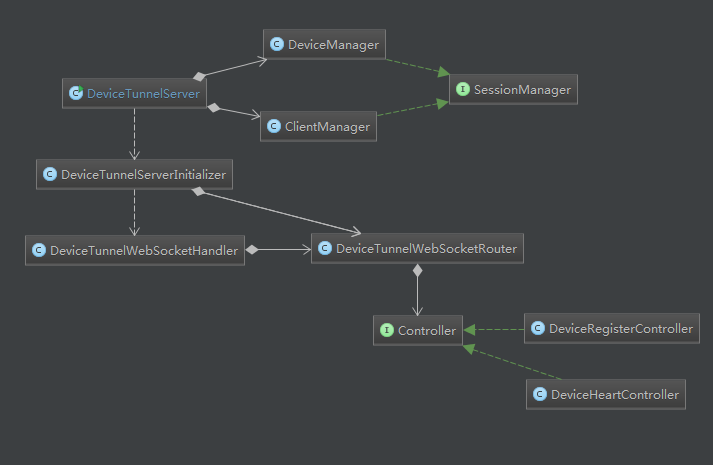 C DeviceManager
C DeviceTunnelServer
I SessionManager
C ClientManager
C DeviceTunnelServerInitializer
C DeviceTunnelWebSocketHandler
C DeviceTunnelWebSocketRouter
I Controller
C DeviceRegisterController
C DeviceHeartController